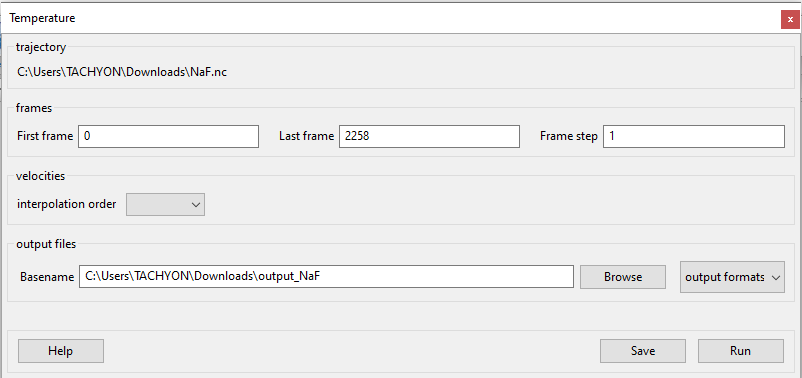 Temperature
x
trajectory
C:\Users\TACHYON\Downloads\NaF.nc
frames
First frame 0 Last frame 2258 Frame step 1
velocities
interpolation order
output files
Basename C:\Users\TACHYON\Downloads\output_NaF Browse output formats
Help Save Run